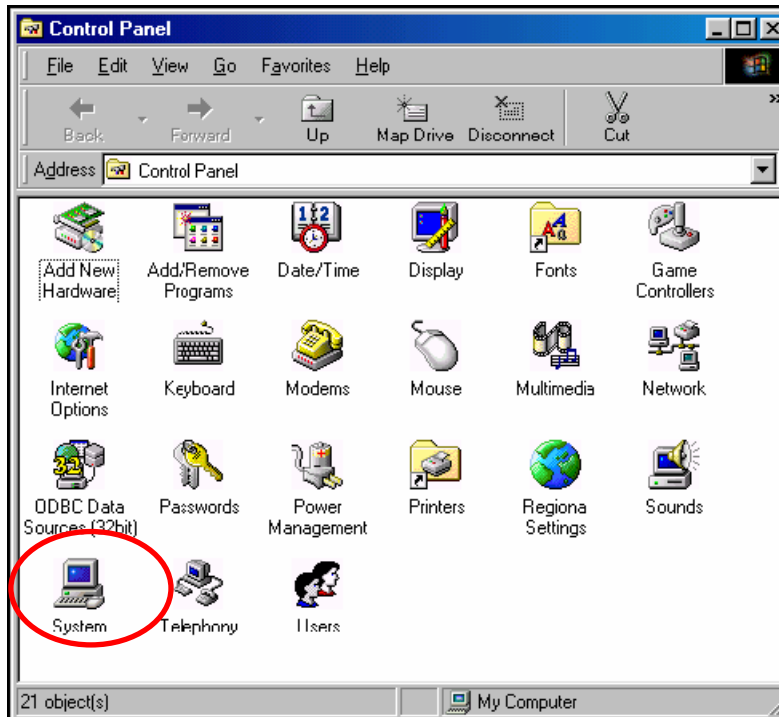 Control Panel
File Edit View Go Favorites Help
Back Forward Up Map Drive Disconnect Cut »
Address Control Panel
Add New Hardware
Add/Remove Programs
Date/Time
Display
Fonts
Game Controllers
Internet Options
Keyboard
Modems
Mouse
Multimedia
Network
ODBC Data Sources (32bit)
Passwords
Power Management
Printers
Regiona Settings
Sounds
System
Telephony
Users
21 object(s) My Computer